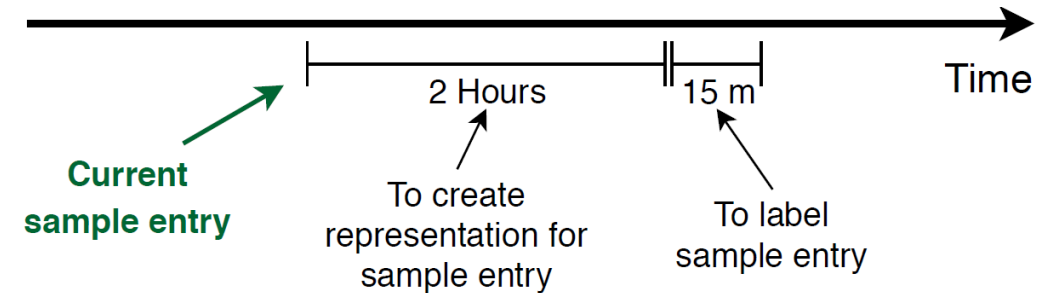 2 Hours
15 m
Time
Current
sample entry
To create
representation for
sample entry
To label
sample entry